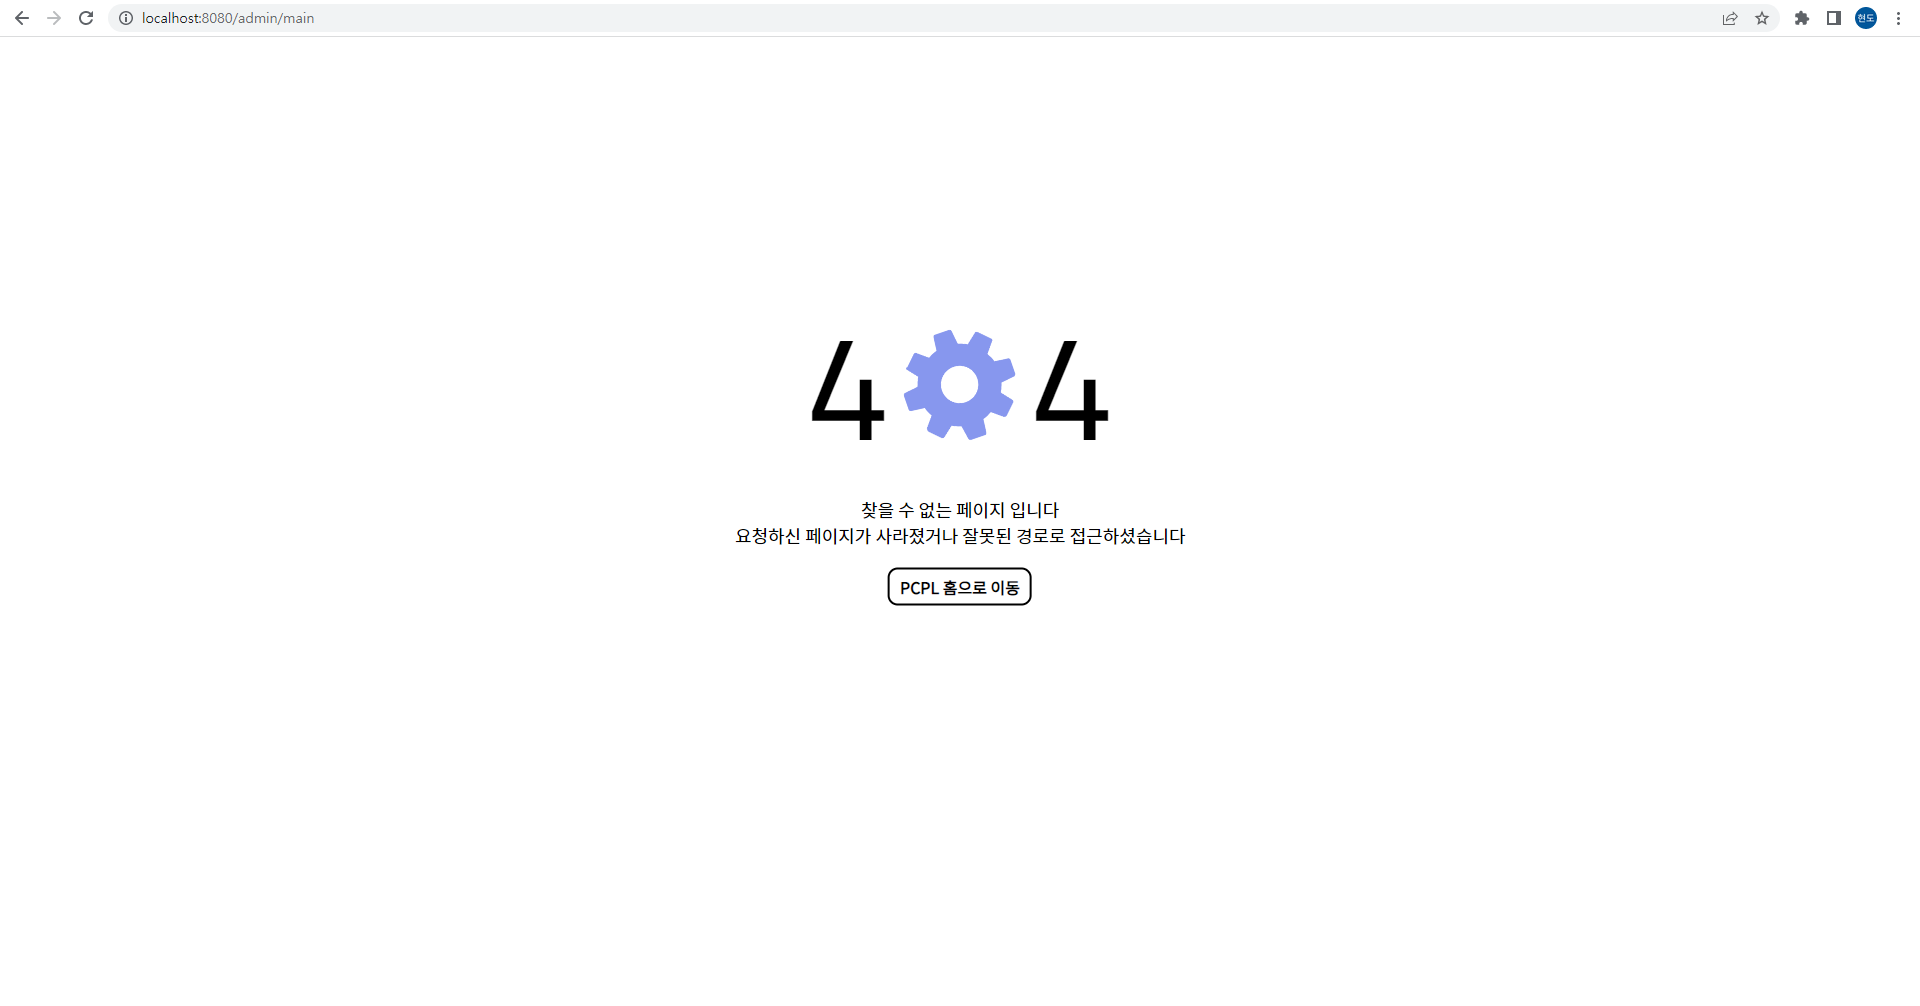 localhost:8080/admin/main
현도
4 4
찾을 수 없는 페이지 입니다
요청하신 페이지가 사라졌거나 잘못된 경로로 접근하셨습니다
PCPL 홈으로 이동